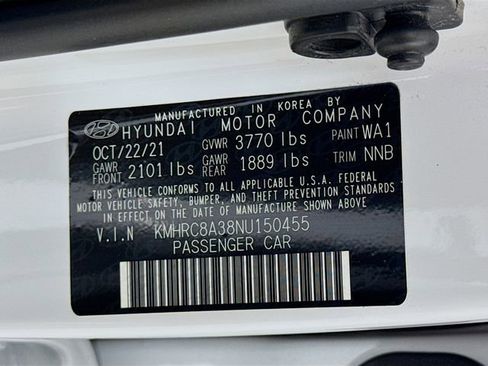 MANUFACTURED IN KOREA BY
HYUNDAI MOTOR COMPANY
OCT/22/21 GVWR 3770 lbs PAINT WA1
GAWR FRONT 2101 lbs GAWR REAR 1889 lbs TRIM NNB
THIS VEHICLE CONFORMS TO ALL APPLICABLE U.S.A. FEDERAL
MOTOR VEHICLE SAFETY, BUMPER, AND THEFT PREVENTION STANDARDS
IN EFFECT ON THE DATE OF MANUFACTURE SHOWN ABOVE.
V.I.N KMHRC8A38NU150455
PASSENGER CAR